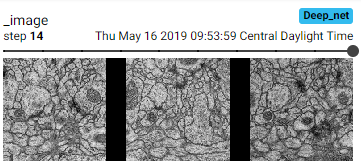 Deep_net
_image
step 14 Thu May 16 2019 09:53:59 Central Daylight Time